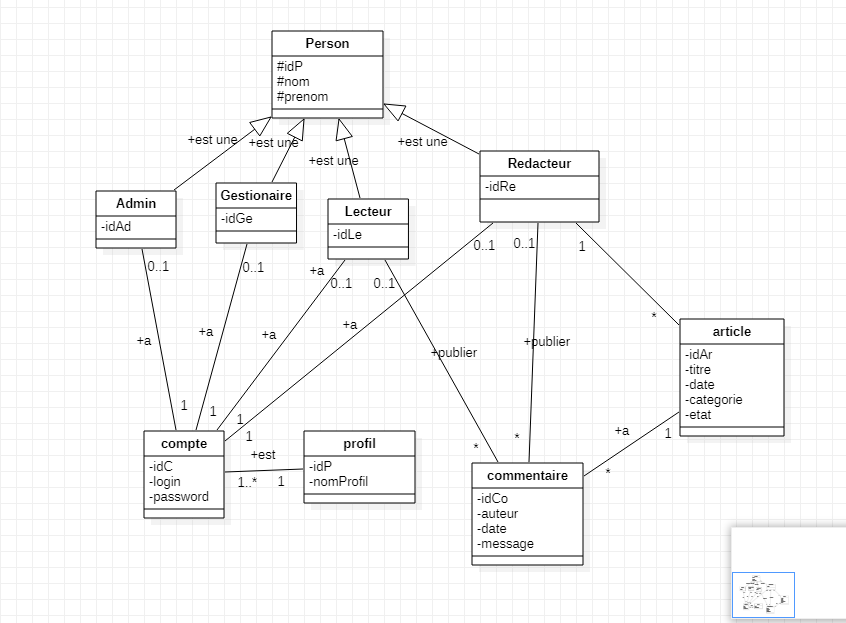 Person
#idP
#nom
#prenom
+est une
+est une
+est une
+est une
Redacteur
-idRe
Admin
-idAd
Gestionaire
-idGe
Lecteur
-idLe
0..1
0..1
+a
0..1
0..1
0..1
0..1
1
+a
+a
+a
+a
+publier
+publier
*
article
-idAr
-titre
-date
-categorie
-etat
1
1
1
1
+a
1
*
*
*
compte
-idC
-login
-password
+est
1..*
1
profil
-idP
-nomProfil
commentaire
-idCo
-auteur
-date
-message